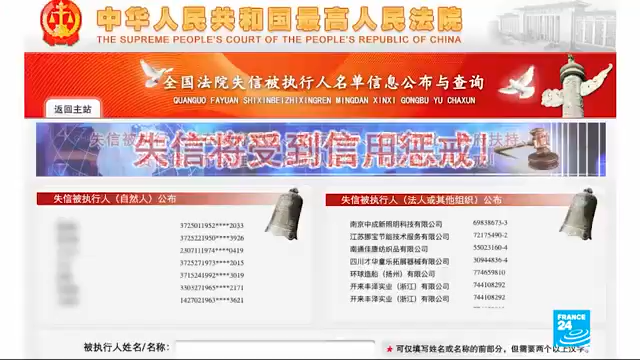 中华人民共和国最高人民法院
THE SUPREME PEOPLE'S COURT OF THE PEOPLE'S REPUBLIC OF CHINA
全国法院失信被执行人名单信息公布与查询
QUANGUO FAYUAN SHIXINBEIZHIXINGREN MINGDAN XINXI GONGBU YU CHAXUN
返回主站
失信将受到信用惩戒!
失信被执行人（自然人）公布
3725011952****2033
3725221950****3926
2307111974****0419
3725271973****2015
3715241992****3019
3303271965****2171
1427021963****3621
失信被执行人（法人或其他组织）公布
南京中成新照明科技有限公司 69838673-3
江苏挪宝节能技术服务有限公司 72175490-2
南通佳康纺织品有限公司 55023160-4
四川才华童乐拓展器械有限公司 30944836-4
环球造船（扬州）有限公司 774659810
开来丰泽实业（浙江）有限公司 744108292
开来丰泽实业（浙江）有限公司 744108292
被执行人姓名/名称：
★可仅填写姓名或名称的前部分，但需要两个以上汉字。
FRANCE
24